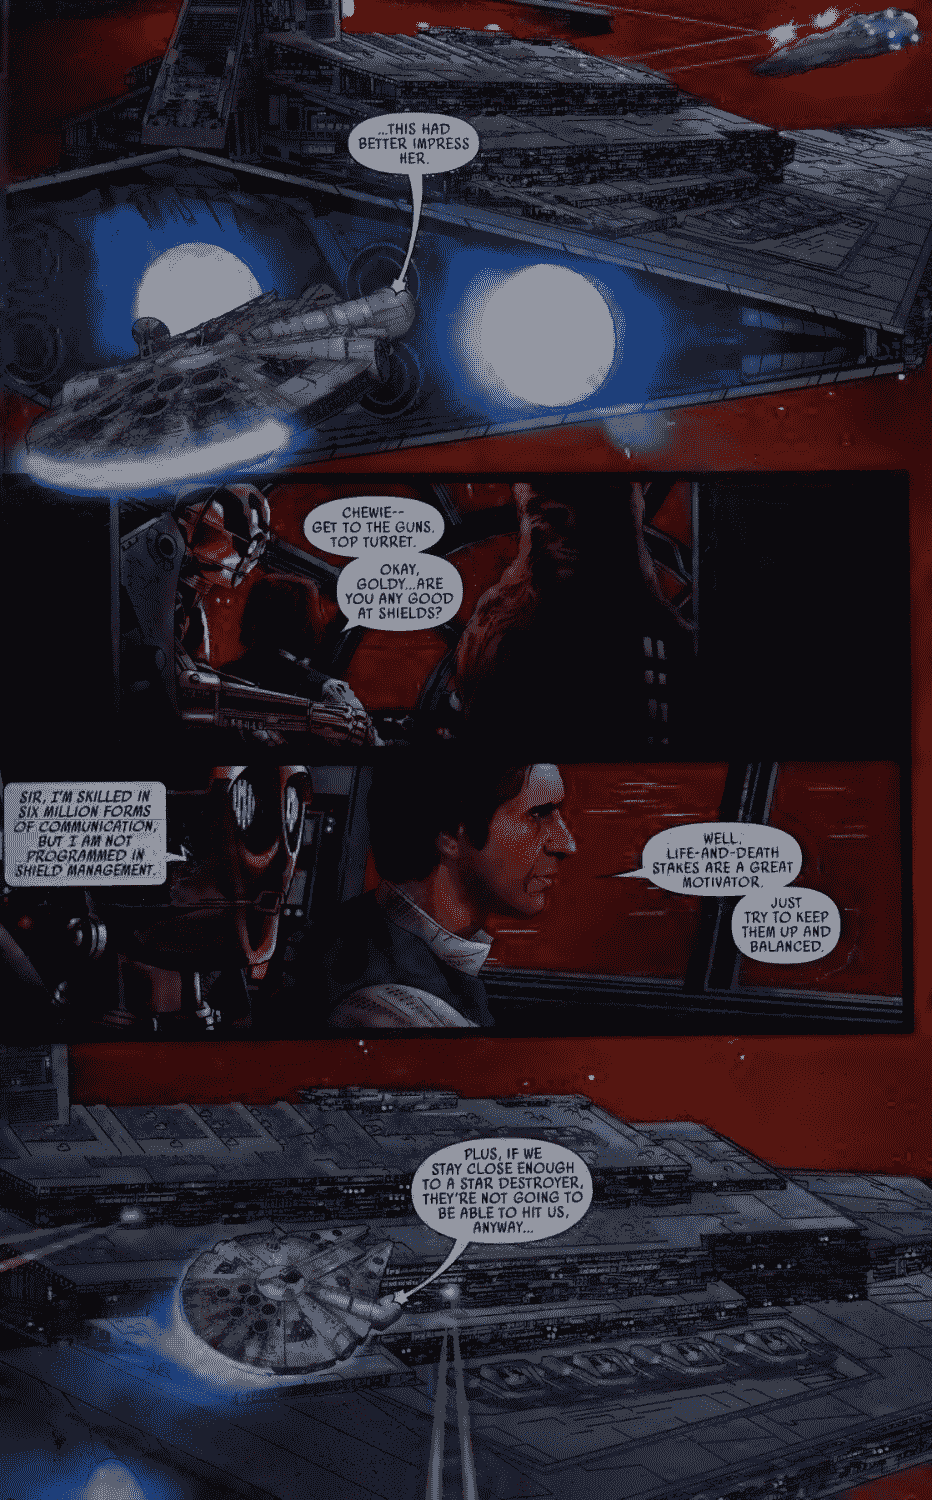 ...THIS HAD
BETTER IMPRESS
HER.
CHEWIE--
GET TO THE GUNS.
TOP TURRET.
OKAY,
GOLDY...ARE
YOU ANY GOOD
AT SHIELDS?
SIR, I'M SKILLED IN
SIX MILLION FORMS
OF COMMUNICATION,
BUT I AM NOT
PROGRAMMED IN
SHIELD MANAGEMENT.
WELL,
LIFE-AND-DEATH
STAKES ARE A GREAT
MOTIVATOR.
JUST
TRY TO KEEP
THEM UP AND
BALANCED.
PLUS, IF WE
STAY CLOSE ENOUGH
TO A STAR DESTROYER,
THEY'RE NOT GOING TO
BE ABLE TO HIT US,
ANYWAY...